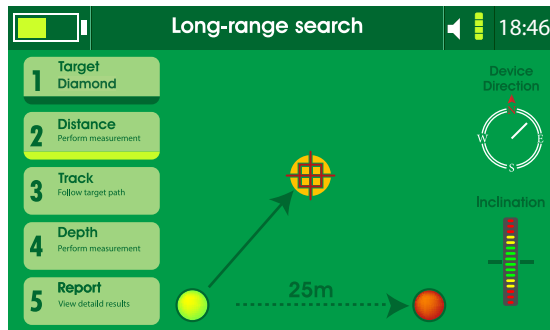 Long-range search
18:46
1
Target
Diamond
2
Distance
Perform measurement
3
Track
Follow target path
4
Depth
Perform measurement
5
Report
View detaild results
25m
Device
Direction
N
W
E
S
Inclination